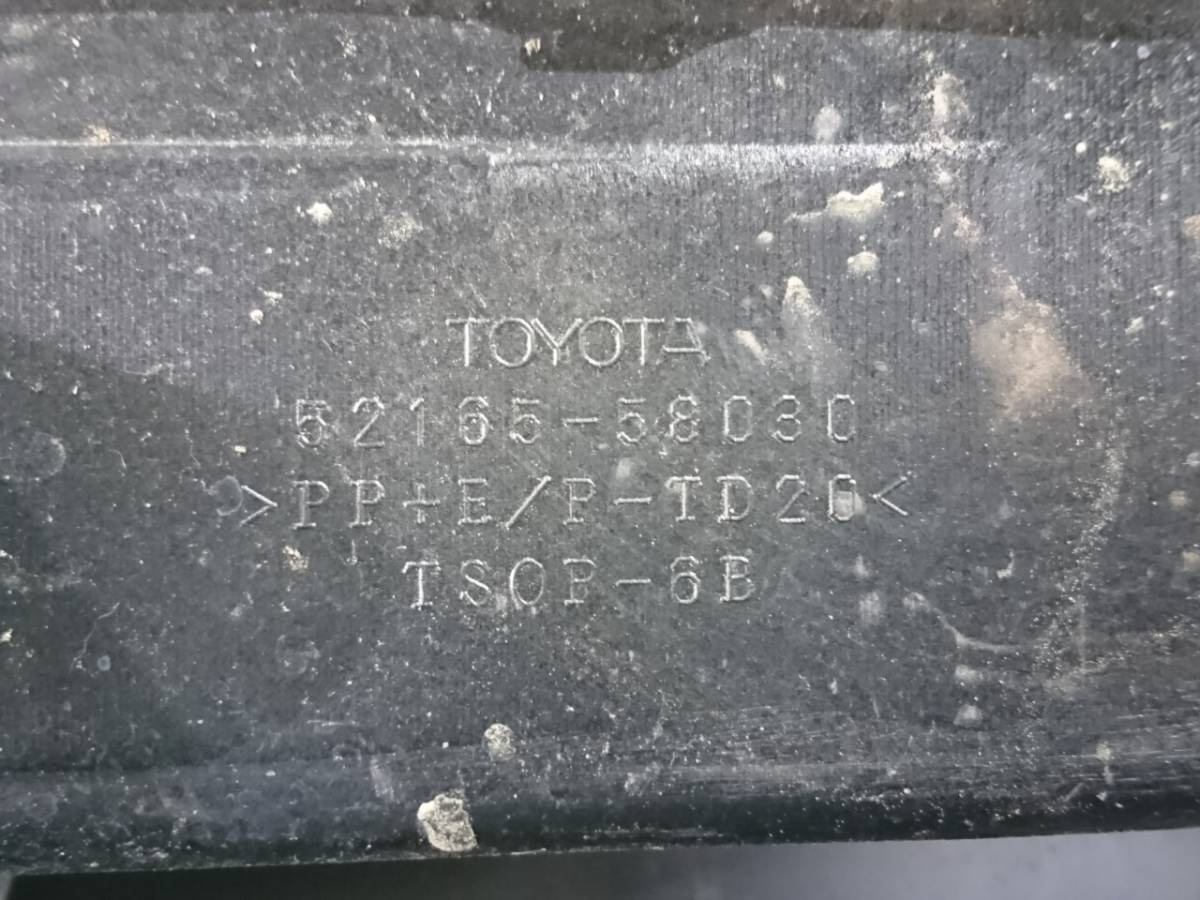 TOYOTA
52165-58030
>PP+E/P-TD20<
TSOP-6B